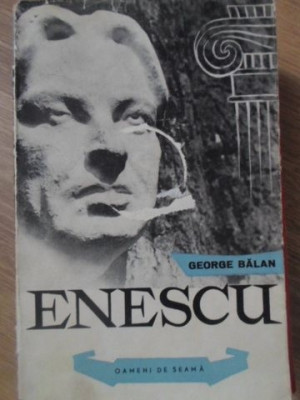 GEORGE BĂLAN
ENESCU
OAMENI DE SEAMĂ